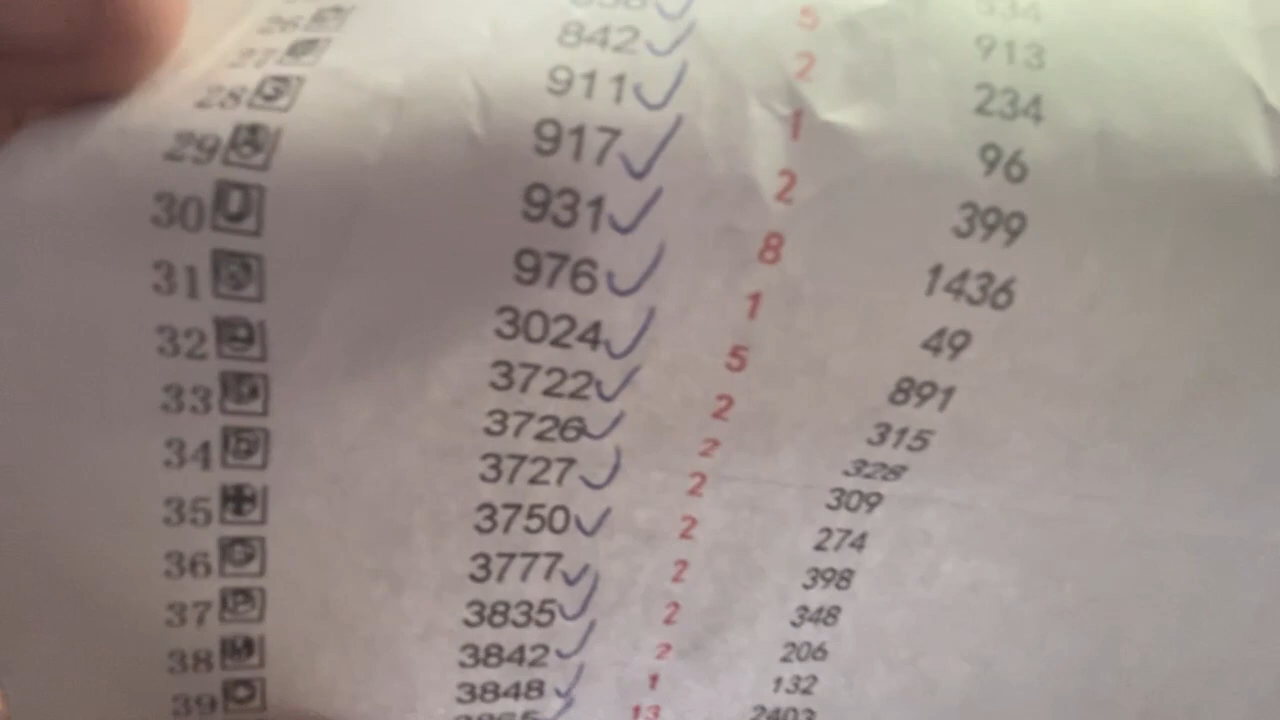 5 913
26 842 2 234
27 911 1 96
28 917 2 399
29 931 8 1436
30 976 1 49
31 3024 5 891
32 3722 2 315
33 3726 2 328
34 3727 2 309
35 3750 2 274
36 3777 2 398
37 3835 2 348
38 3842 2 206
39 3848 1 132
13 2403